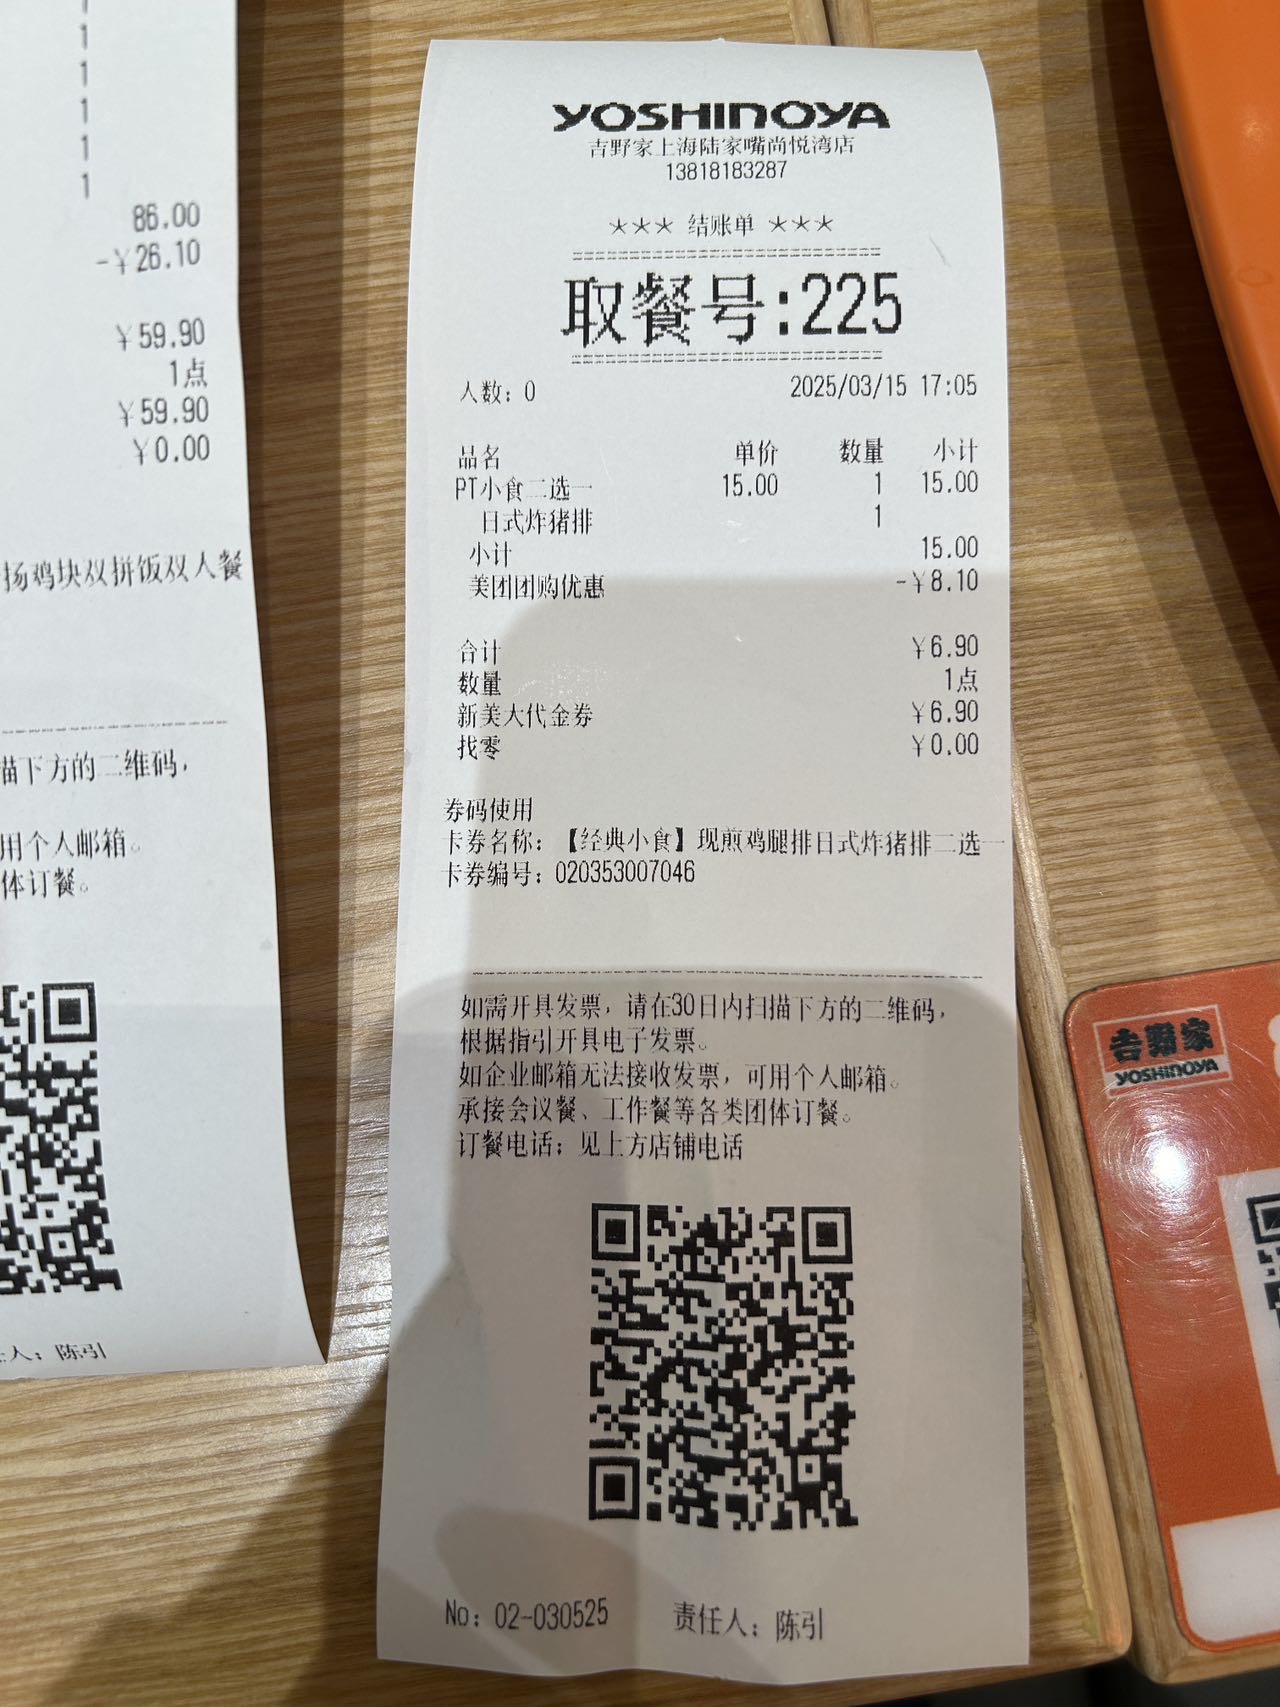 1
1
1
1
1
86.00
-¥26.10
¥59.90
1点
¥59.90
¥0.00
扬鸡块双拼饭双人餐
描下方的二维码，
用个人邮箱。
体订餐。
人：陈引
YOSHINOYA
吉野家上海陆家嘴尚悦湾店
13818183287
*** 结账单 ***
取餐号:225
人数：0 2025/03/15 17:05
品名 单价 数量 小计
PT小食二选一 15.00 1 15.00
日式炸猪排 1
小计 15.00
美团团购优惠 -¥8.10
合计 ¥6.90
数量 1点
新美大代金券 ¥6.90
找零 ¥0.00
券码使用
卡券名称：【经典小食】现煎鸡腿排日式炸猪排二选一
卡券编号：020353007046
如需开具发票，请在30日内扫描下方的二维码，
根据指引开具电子发票。
如企业邮箱无法接收发票，可用个人邮箱。
承接会议餐、工作餐等各类团体订餐。
订餐电话：见上方店铺电话
No：02-030525 责任人：陈引
吉野家
YOSHINOYA